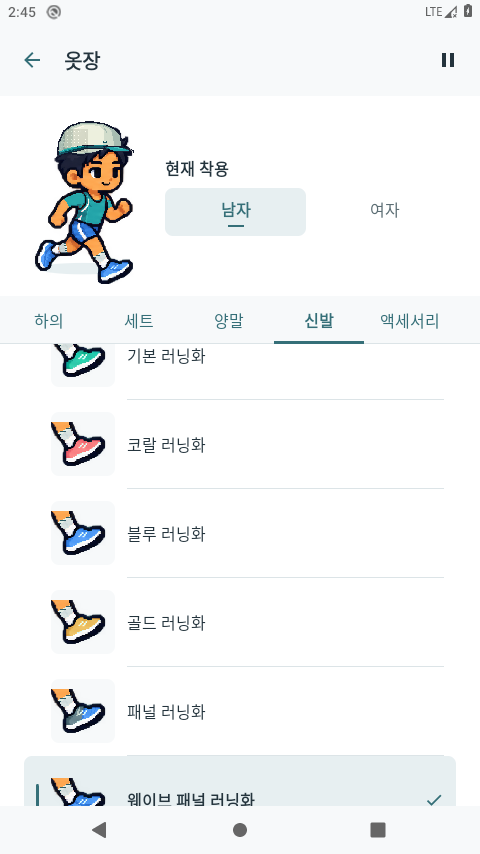 2:45
LTE
옷장
현재 착용
남자
여자
하의
세트
양말
신발
액세서리
기본 러닝화
코랄 러닝화
블루 러닝화
골드 러닝화
패널 러닝화
웨이브 패널 러닝화